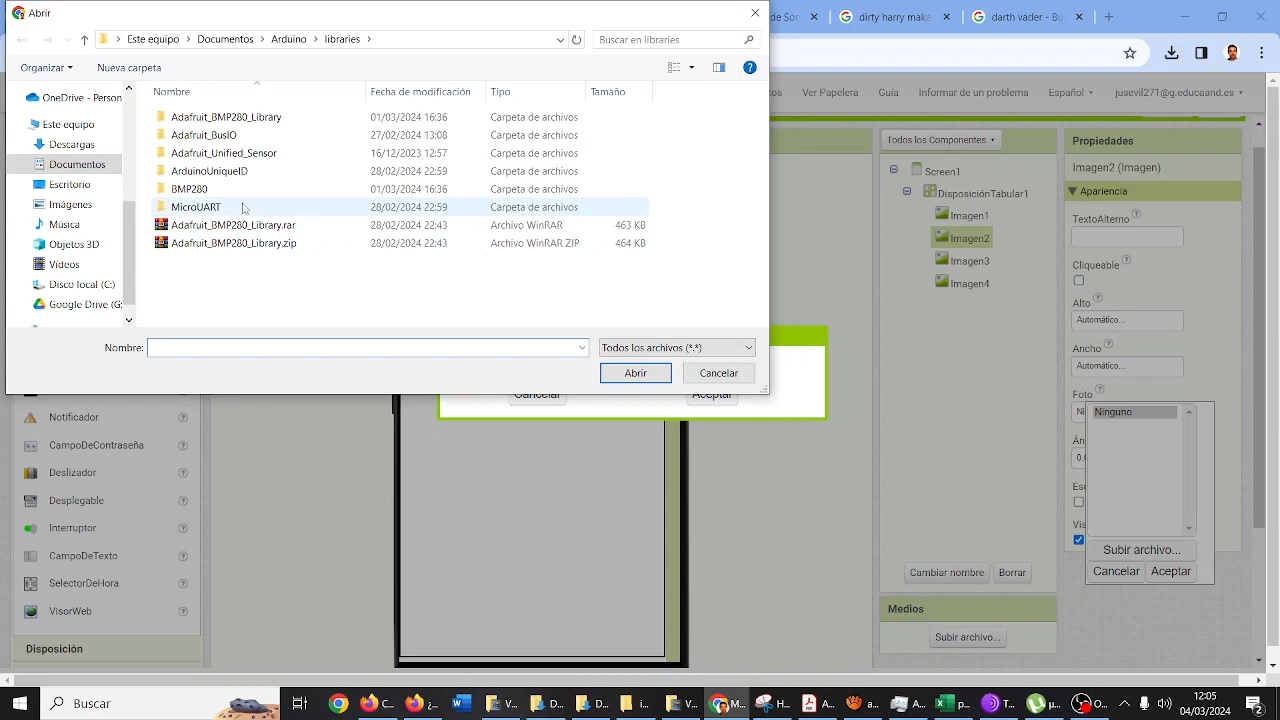 Abrir
de Son
dirty harry make
darth vader - Bú
Este equipo
Documentos
Arduino
libraries
Buscar en libraries
Organizar
Nueva carpeta
Ver Papelera
Guía
Informar de un problema
jusevil271@g.educaand.es
Nombre
Fecha de modificación
Tipo
Tamaño
OneDrive - Person
Este equipo
Descargas
Documentos
Escritorio
Imágenes
Música
Objetos 3D
Vídeos
Disco local (C:)
Google Drive (G:
Adafruit_BMP280_Library 01/03/2024 16:36 Carpeta de archivos
Adafruit_BusIO 27/02/2024 13:08 Carpeta de archivos
Adafruit_Unified_Sensor 16/12/2023 12:57 Carpeta de archivos
ArduinoUniqueID 28/02/2024 22:59 Carpeta de archivos
BMP280 01/03/2024 16:36 Carpeta de archivos
MicroUART 28/02/2024 22:59 Carpeta de archivos
Adafruit_BMP280_Library.rar 28/02/2024 22:43 Archivo WinRAR 463 KB
Adafruit_BMP280_Library.zip 28/02/2024 22:43 Archivo WinRAR ZIP 464 KB
Nombre:
Todos los archivos (*.*)
Abrir
Cancelar
Cancelar
Aceptar
Todos los Componentes
Screen1
DisposiciónTabular1
Imagen1
Imagen2
Imagen3
Imagen4
Cambiar nombre
Borrar
Medios
Subir archivo...
Propiedades
Imagen2 (Imagen)
Apariencia
TextoAlterno
Cliqueable
Alto
Automático...
Ancho
Automático...
Foto
Ninguno
Subir archivo...
Cancelar
Aceptar
Notificador
CampoDeContraseña
Deslizador
Desplegable
Interruptor
CampoDeTexto
SelectorDeHora
VisorWeb
Disposición
Buscar
12:05
04/03/2024